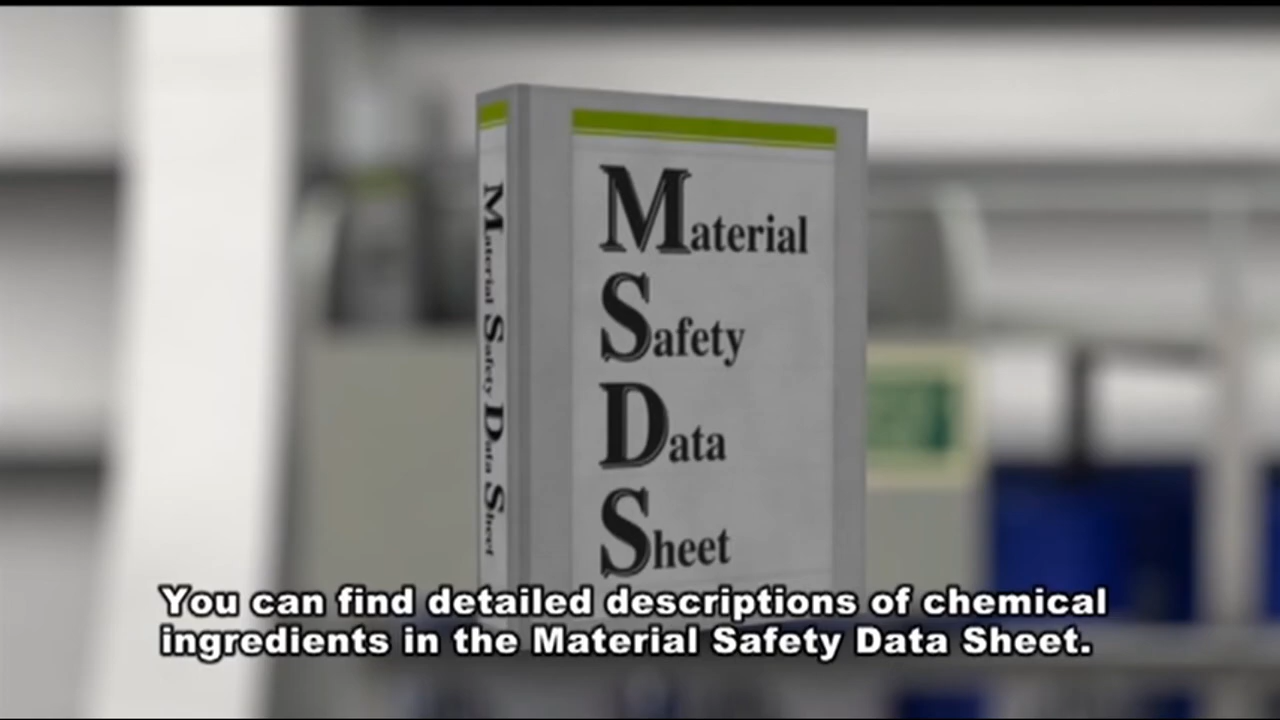 Material Safety Data Sheet
Material
Safety
Data
Sheet
You can find detailed descriptions of chemical
ingredients in the Material Safety Data Sheet.